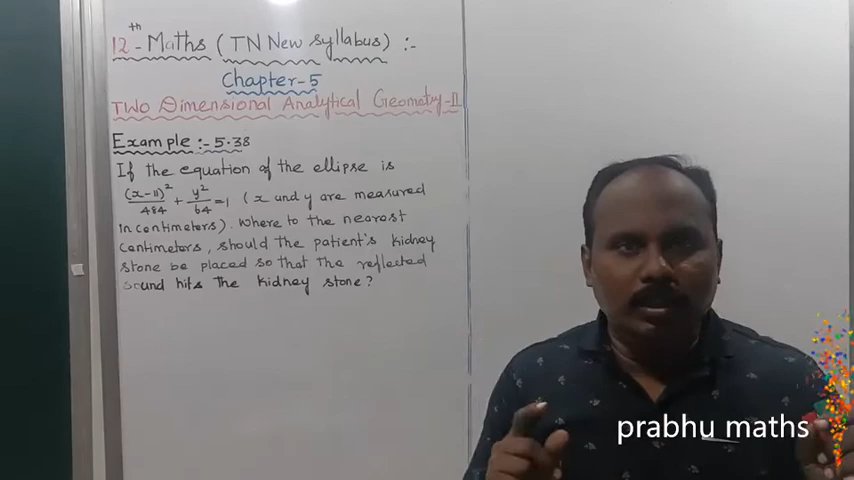 12th - Maths (TN New syllabus) :-
Chapter-5
TWO Dimensional Analytical Geometry-II
Example :- 5.38
If the equation of the ellipse is
(x-11)²/484 + y²/64 = 1 (x and y are measured
in centimeters). Where to the nearest
centimeters, should the patient's kidney
stone be placed so that the reflected
sound hits the kidney stone?
prabhu maths